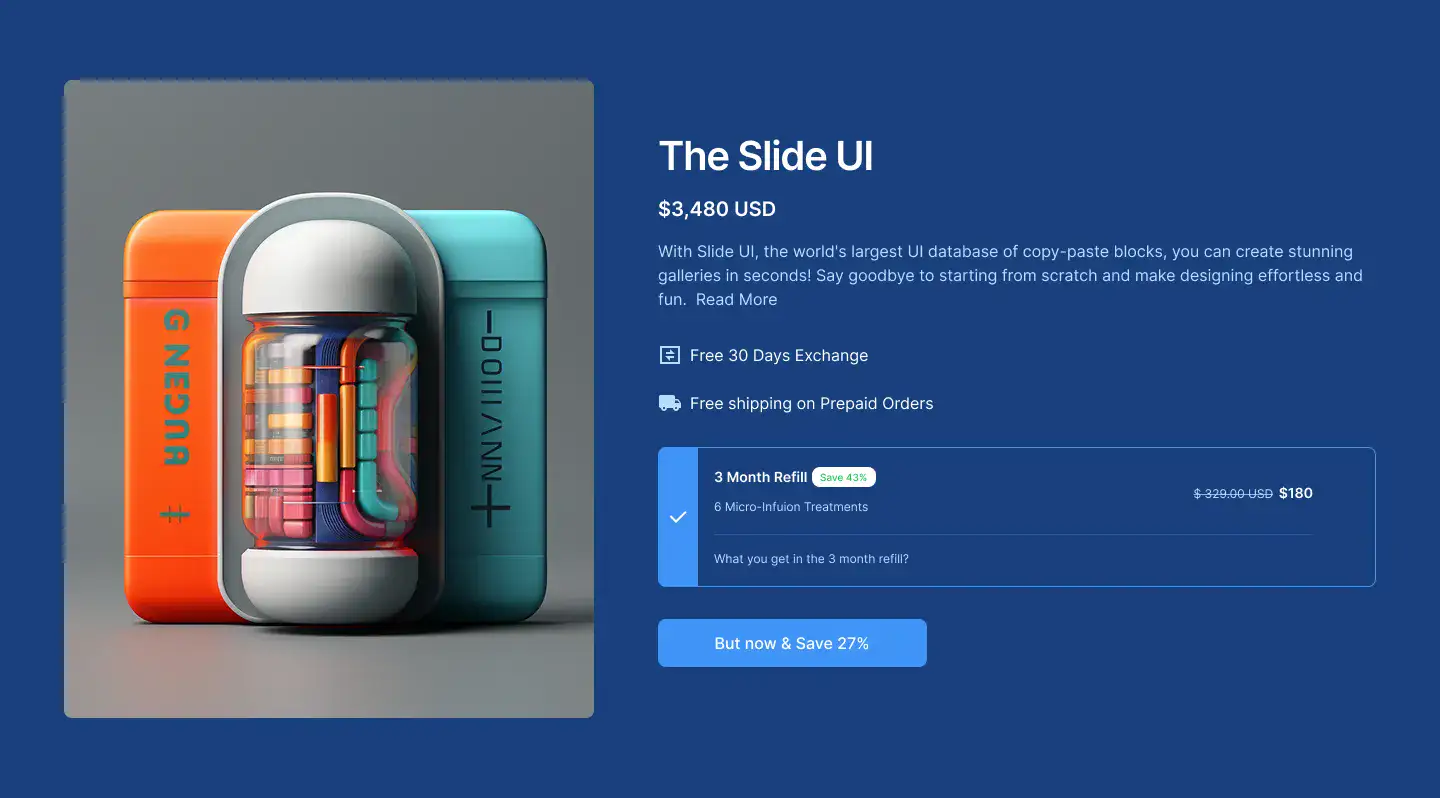 The Slide UI
$3,480 USD
With Slide UI, the world's largest UI database of copy-paste blocks, you can create stunning
galleries in seconds! Say goodbye to starting from scratch and make designing effortless and
fun. Read More
Free 30 Days Exchange
Free shipping on Prepaid Orders
3 Month Refill Save 43%
$ 329.00 USD $180
6 Micro-Infuion Treatments
What you get in the 3 month refill?
But now & Save 27%